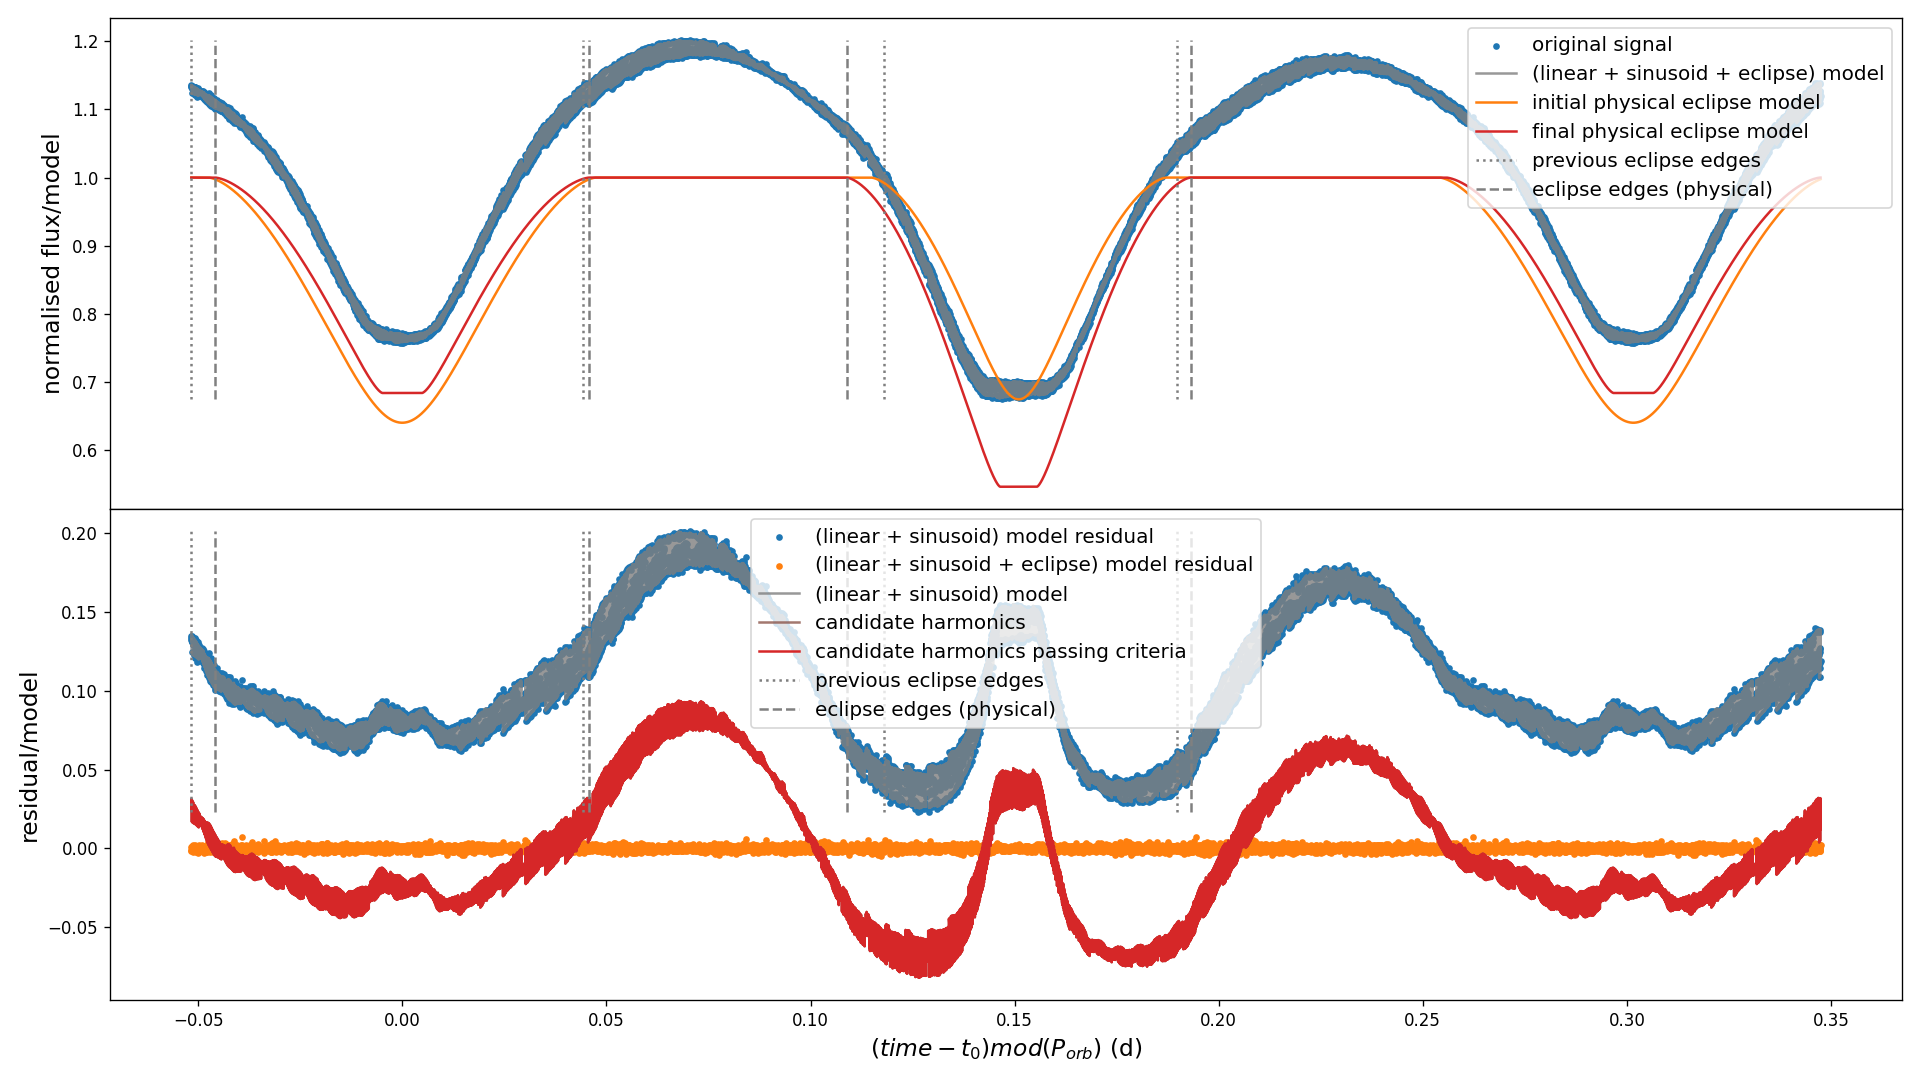 normalised flux/model
1.2
1.1
1.0
0.9
0.8
0.7
0.6
original signal
(linear + sinusoid + eclipse) model
initial physical eclipse model
final physical eclipse model
previous eclipse edges
eclipse edges (physical)
residual/model
0.20
0.15
0.10
0.05
0.00
−0.05
(linear + sinusoid) model residual
(linear + sinusoid + eclipse) model residual
(linear + sinusoid) model
candidate harmonics
candidate harmonics passing criteria
previous eclipse edges
eclipse edges (physical)
−0.05 0.00 0.05 0.10 0.15 0.20 0.25 0.30 0.35
(time − t₀)mod(P_orb) (d)